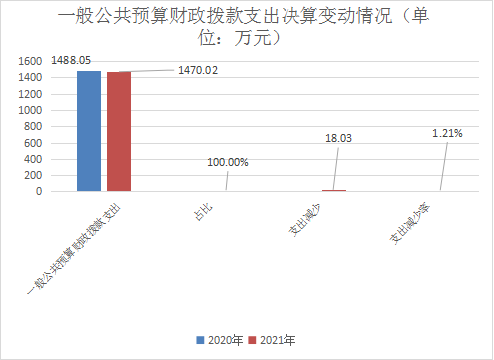 一般公共预算财政拨款支出决算变动情况（单
位：万元）
1600
1400
1200
1000
800
600
400
200
0
1488.05
1470.02
100.00%
18.03
1.21%
一般公共预算财政拨款支出
占比
支出减少
支出减少率
2020年
2021年